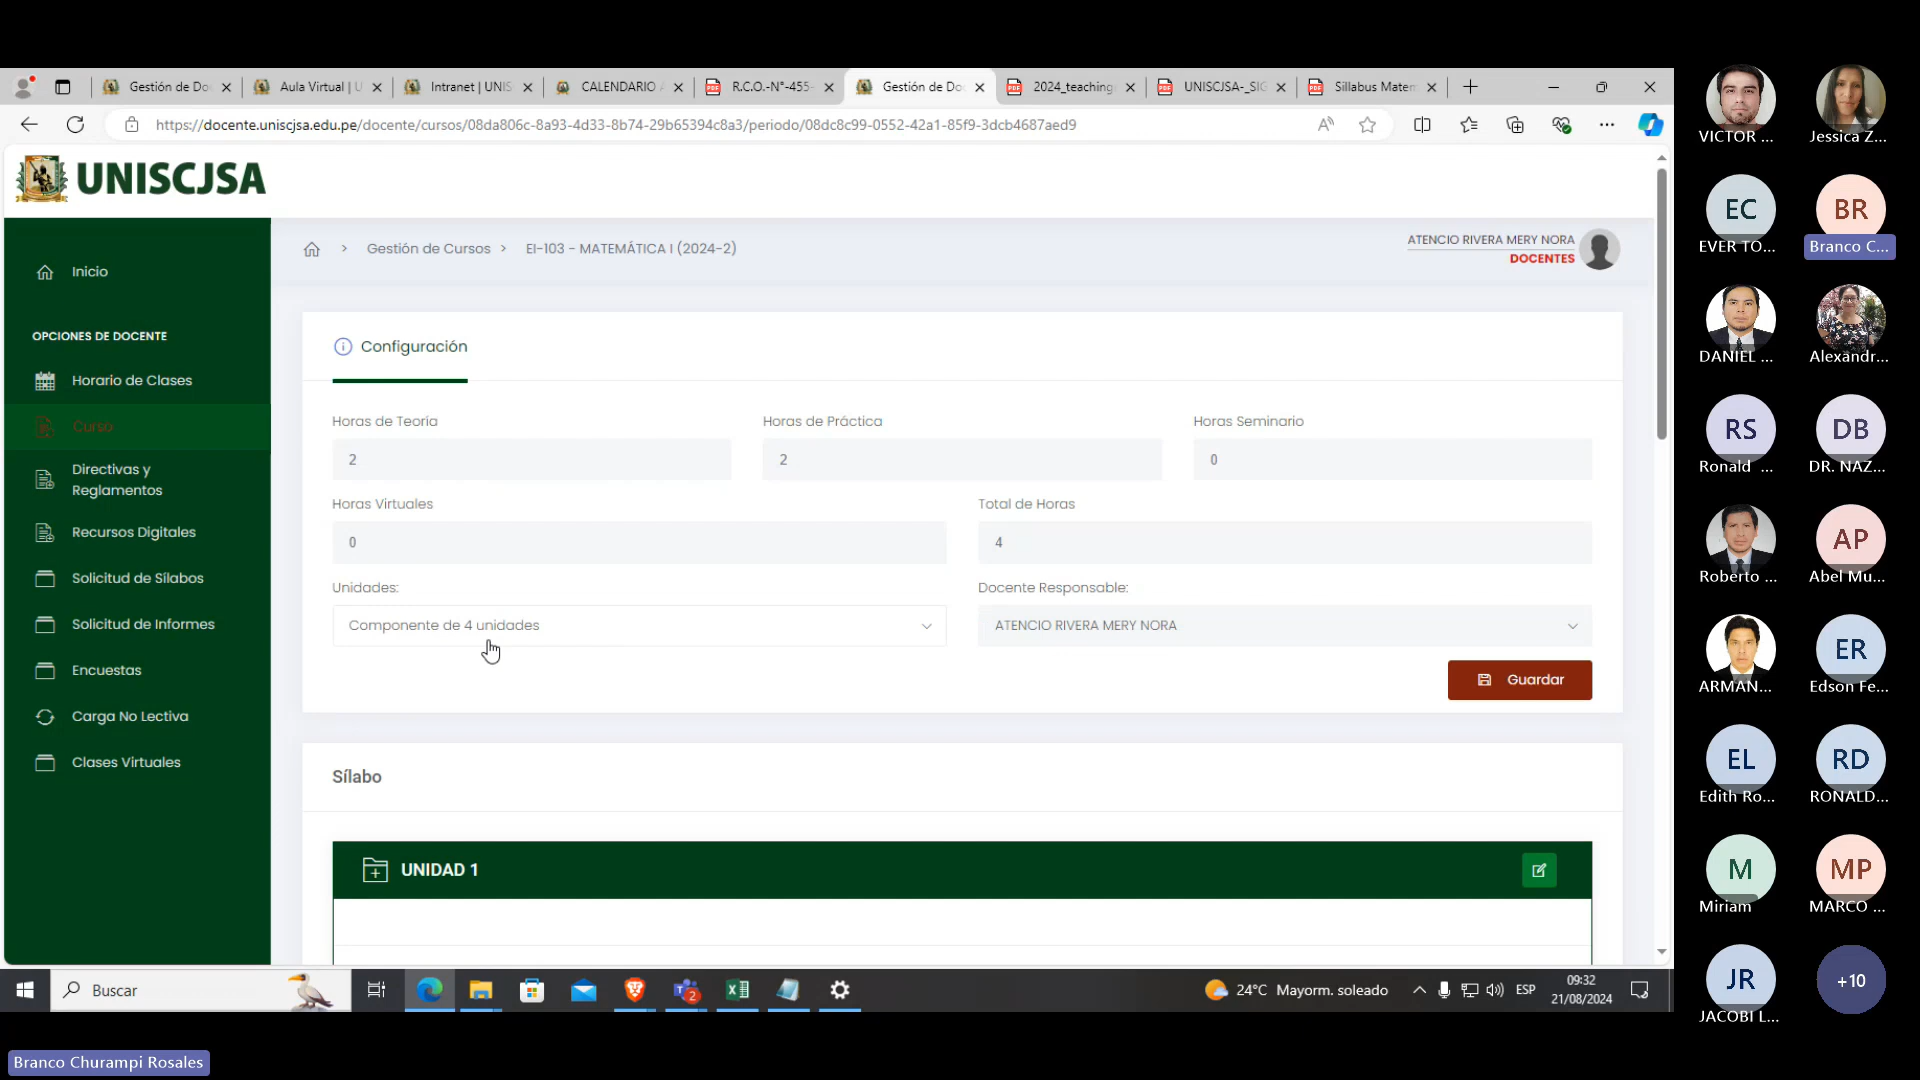 Gestión de Do
Aula Virtual | U
Intranet | UNIS
CALENDARIO A
R.C.O.-N°-455-
Gestión de Do
2024_teaching
UNISCJSA-_SIG
Sillabus Matem
https://docente.uniscjsa.edu.pe/docente/cursos/08da806c-8a93-4d33-8b74-29b65394c8a3/periodo/08dc8c99-0552-42a1-85f9-3dcb4687aed9
UNISCJSA
Inicio
OPCIONES DE DOCENTE
Horario de Clases
Curso
Directivas y
Reglamentos
Recursos Digitales
Solicitud de Sílabos
Solicitud de Informes
Encuestas
Carga No Lectiva
Clases Virtuales
> Gestión de Cursos > EI-103 - MATEMÁTICA I (2024-2)
ATENCIO RIVERA MERY NORA
DOCENTES
Configuración
Horas de Teoría
2
Horas de Práctica
2
Horas Seminario
0
Horas Virtuales
0
Total de Horas
4
Unidades:
Componente de 4 unidades
Docente Responsable:
ATENCIO RIVERA MERY NORA
Guardar
Sílabo
UNIDAD 1
Buscar
2
24°C Mayorm. soleado
ESP
09:32
21/08/2024
VICTOR ...
Jessica Z...
EC
EVER TO...
BR
Branco C...
DANIEL ...
Alexandr...
RS
Ronald ...
DB
DR. NAZ...
Roberto ...
AP
Abel Mu...
ARMAN...
ER
Edson Fe...
EL
Edith Ro...
RD
RONALD...
M
Miriam
MP
MARCO ...
JR
JACOBI L...
+10
Branco Churampi Rosales